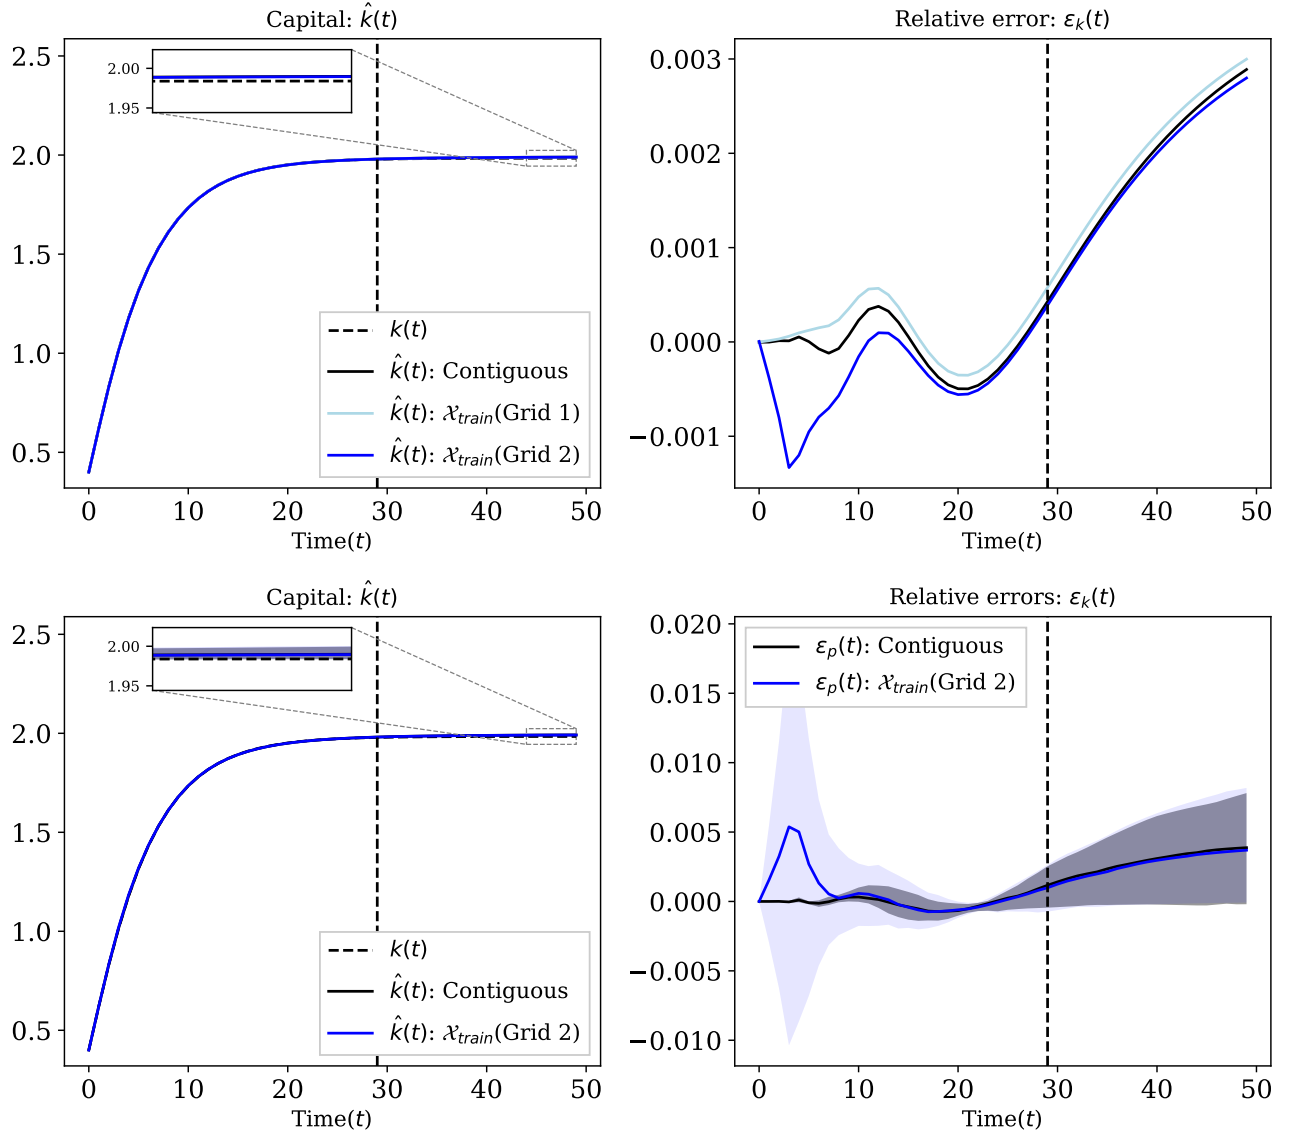 Capital: k̂(t)
2.5
2.0
1.5
1.0
0.5
2.00
1.95
k(t)
k̂(t): Contiguous
k̂(t): 𝒳train(Grid 1)
k̂(t): 𝒳train(Grid 2)
0 10 20 30 40 50
Time(t)
Relative error: εk(t)
0.003
0.002
0.001
0.000
−0.001
0 10 20 30 40 50
Time(t)
Capital: k̂(t)
2.5
2.0
1.5
1.0
0.5
2.00
1.95
k(t)
k̂(t): Contiguous
k̂(t): 𝒳train(Grid 2)
0 10 20 30 40 50
Time(t)
Relative errors: εk(t)
0.020
0.015
0.010
0.005
0.000
−0.005
−0.010
εp(t): Contiguous
εp(t): 𝒳train(Grid 2)
0 10 20 30 40 50
Time(t)